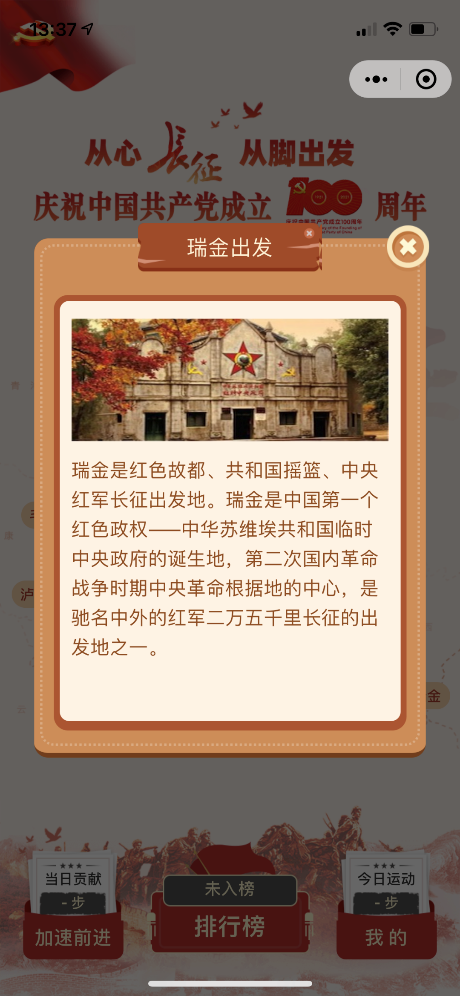 13:37
从心 长征 从脚出发
庆祝中国共产党成立 100 周年
瑞金出发
瑞金是红色故都、共和国摇篮、中央
红军长征出发地。瑞金是中国第一个
红色政权——中华苏维埃共和国临时
中央政府的诞生地，第二次国内革命
战争时期中央革命根据地的中心，是
驰名中外的红军二万五千里长征的出
发地之一。
泸
金
当日贡献
- 步
加速前进
未入榜
排行榜
今日运动
- 步
我的